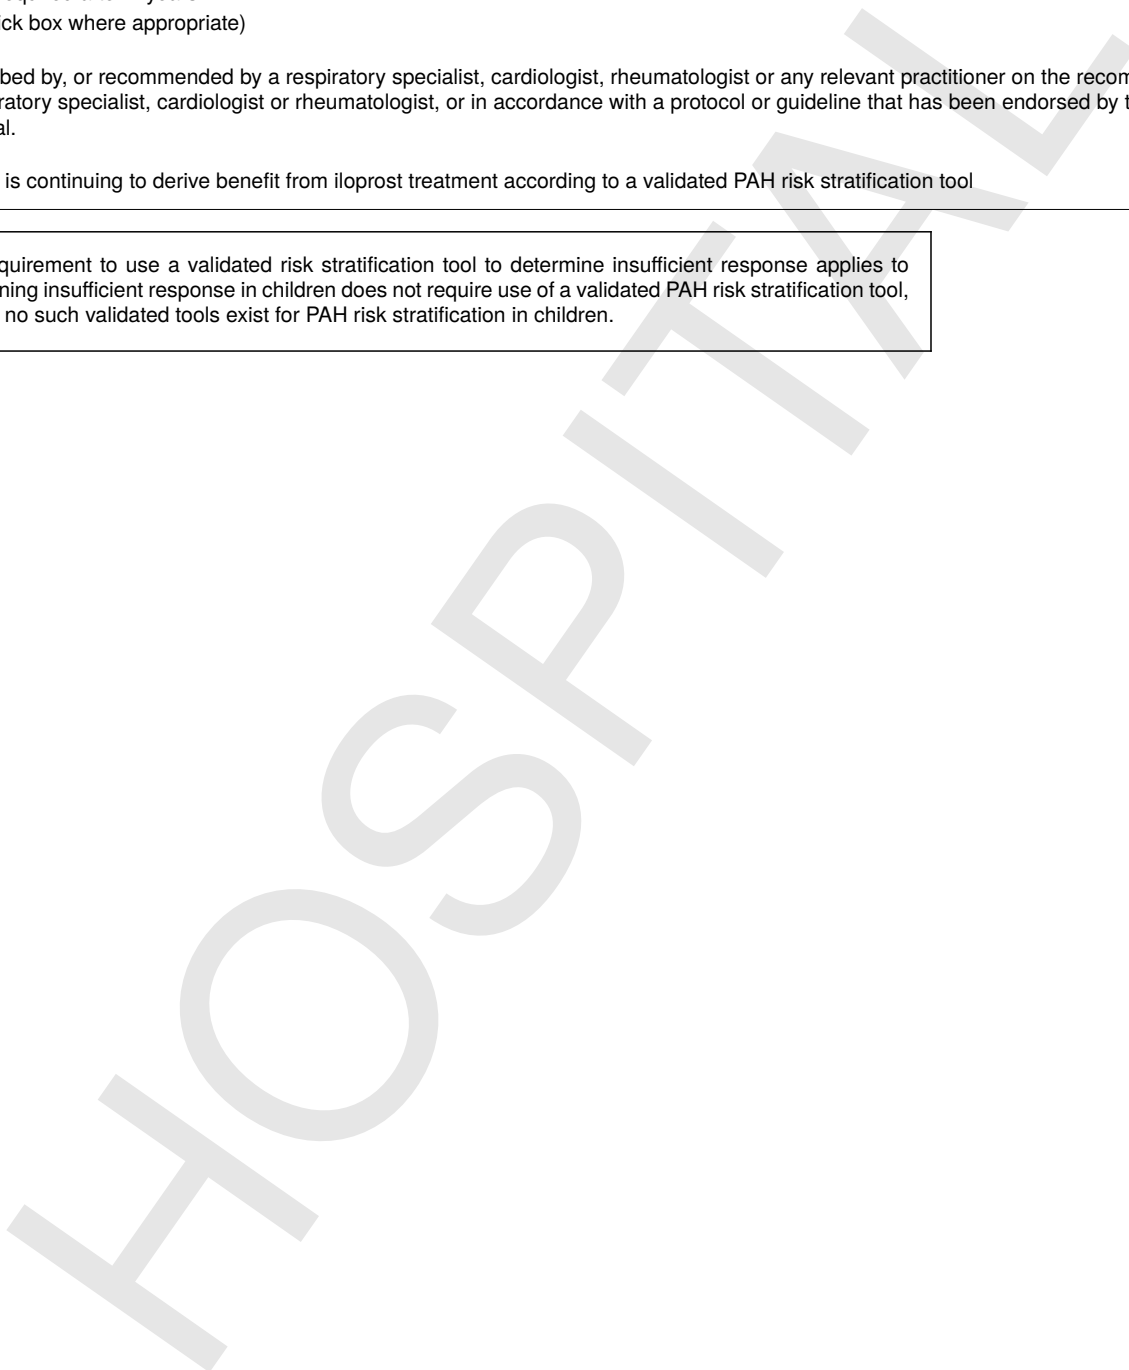 ick box where appropriate)
bed by, or recommended by a respiratory specialist, cardiologist, rheumatologist or any relevant practitioner on the recom
ratory specialist, cardiologist or rheumatologist, or in accordance with a protocol or guideline that has been endorsed by t
al.
is continuing to derive benefit from iloprost treatment according to a validated PAH risk stratification tool
quirement to use a validated risk stratification tool to determine insufficient response applies to
ning insufficient response in children does not require use of a validated PAH risk stratification tool,
no such validated tools exist for PAH risk stratification in children.
HOSPITAL